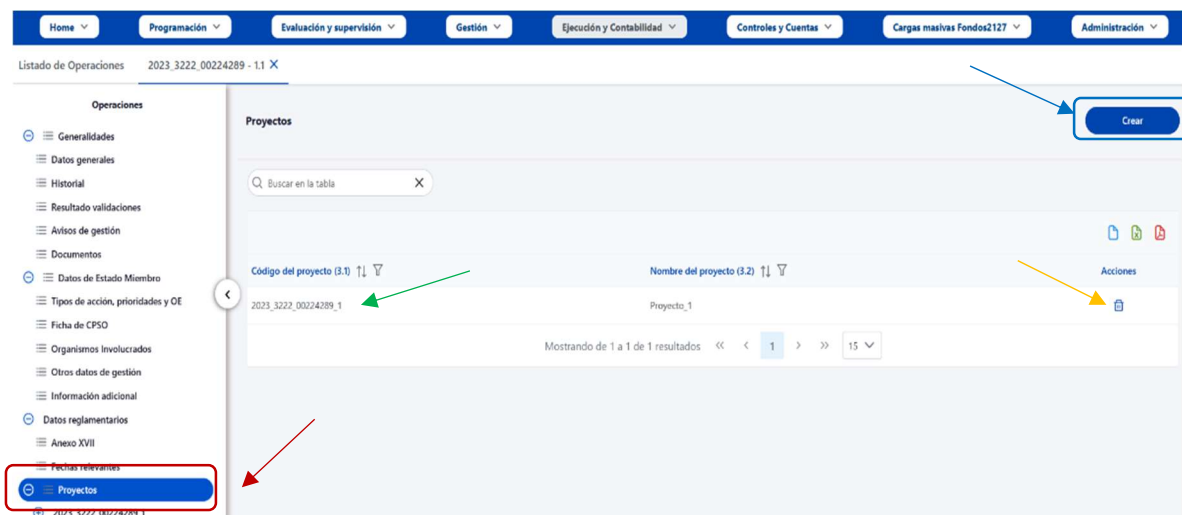 Home
Programación
Evaluación y supervisión
Gestión
Ejecución y Contabilidad
Controles y Cuentas
Cargas masivas Fondos2127
Administración
Listado de Operaciones
2023_3222_00224289 - 1.1 X
Operaciones
Generalidades
Datos generales
Historial
Resultado validaciones
Avisos de gestión
Documentos
Datos de Estado Miembro
Tipos de acción, prioridades y OE
Ficha de CPSO
Organismos Involucrados
Otros datos de gestión
Información adicional
Datos reglamentarios
Anexo XVII
Fechas relevantes
Proyectos
2023_3222_00224289_1
Proyectos
Crear
Buscar en la tabla
Código del proyecto (3.1)
Nombre del proyecto (3.2)
Acciones
2023_3222_00224289_1
Proyecto_1
Mostrando de 1 a 1 de 1 resultados « < 1 > » 15